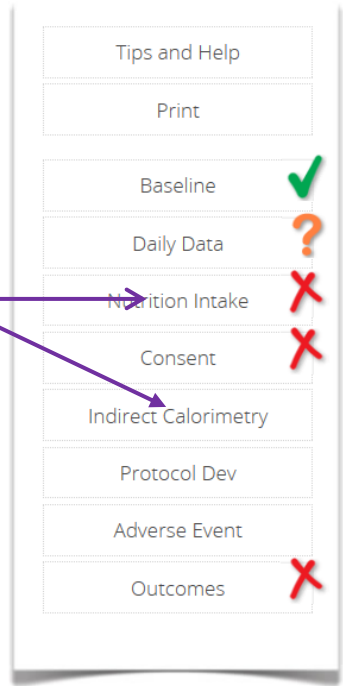 Tips and Help
Print
Baseline
Daily Data
?
Nutrition Intake
Consent
Indirect Calorimetry
Protocol Dev
Adverse Event
Outcomes